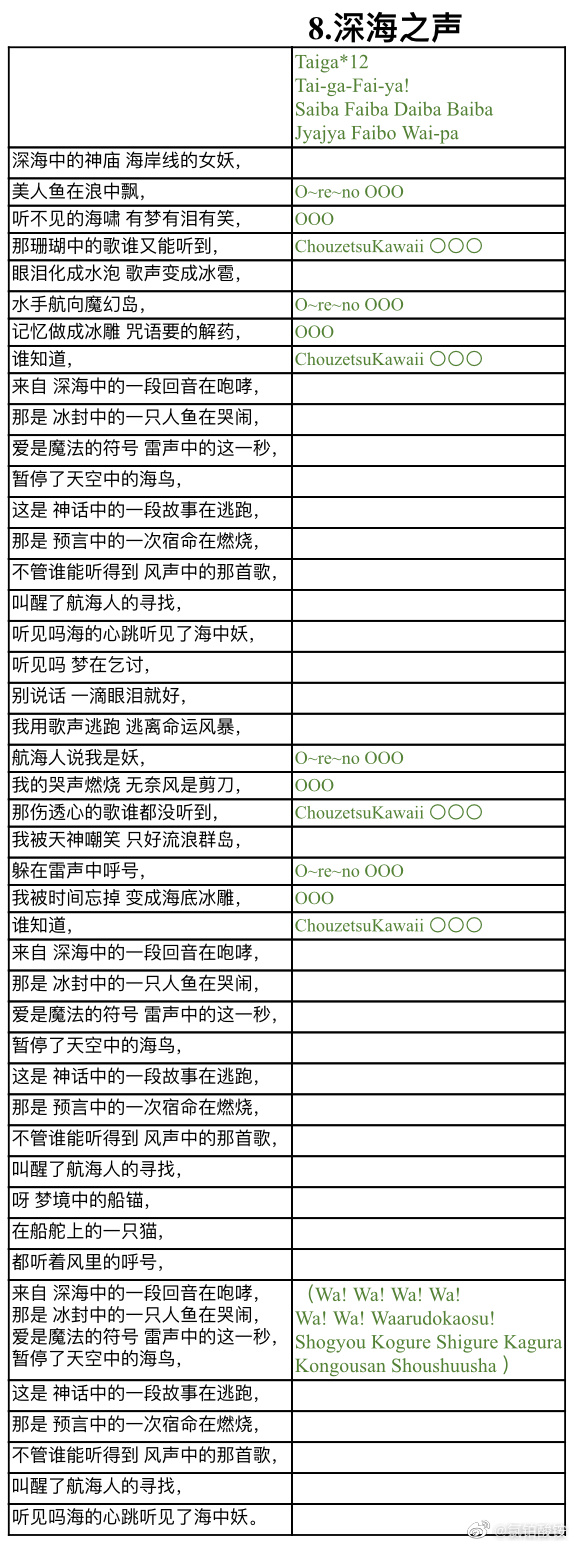 8.深海之声
Taiga*12
Tai-ga-Fai-ya!
Saiba Faiba Daiba Baiba
Jyajya Faibo Wai-pa
深海中的神庙 海岸线的女妖，
美人鱼在浪中飘， O~re~no OOO
听不见的海啸 有梦有泪有笑， OOO
那珊瑚中的歌谁又能听到， ChouzetsuKawaii 〇〇〇
眼泪化成水泡 歌声变成冰雹，
水手航向魔幻岛， O~re~no OOO
记忆做成冰雕 咒语要的解药， OOO
谁知道， ChouzetsuKawaii 〇〇〇
来自 深海中的一段回音在咆哮，
那是 冰封中的一只人鱼在哭闹，
爱是魔法的符号 雷声中的这一秒，
暂停了天空中的海鸟，
这是 神话中的一段故事在逃跑，
那是 预言中的一次宿命在燃烧，
不管谁能听得到 风声中的那首歌，
叫醒了航海人的寻找，
听见吗海的心跳听见了海中妖，
听见吗 梦在乞讨，
别说话 一滴眼泪就好，
我用歌声逃跑 逃离命运风暴，
航海人说我是妖， O~re~no OOO
我的哭声燃烧 无奈风是剪刀， OOO
那伤透心的歌谁都没听到， ChouzetsuKawaii 〇〇〇
我被天神嘲笑 只好流浪群岛，
躲在雷声中呼号， O~re~no OOO
我被时间忘掉 变成海底冰雕， OOO
谁知道， ChouzetsuKawaii 〇〇〇
来自 深海中的一段回音在咆哮，
那是 冰封中的一只人鱼在哭闹，
爱是魔法的符号 雷声中的这一秒，
暂停了天空中的海鸟，
这是 神话中的一段故事在逃跑，
那是 预言中的一次宿命在燃烧，
不管谁能听得到 风声中的那首歌，
叫醒了航海人的寻找，
呀 梦境中的船锚，
在船舵上的一只猫，
都听着风里的呼号，
来自 深海中的一段回音在咆哮，
那是 冰封中的一只人鱼在哭闹，
爱是魔法的符号 雷声中的这一秒，
暂停了天空中的海鸟，
（Wa! Wa! Wa! Wa!
Wa! Wa! Waarudokaosu!
Shogyou Kogure Shigure Kagura
Kongousan Shoushuusha ）
这是 神话中的一段故事在逃跑，
那是 预言中的一次宿命在燃烧，
不管谁能听得到 风声中的那首歌，
叫醒了航海人的寻找，
听见吗海的心跳听见了海中妖。